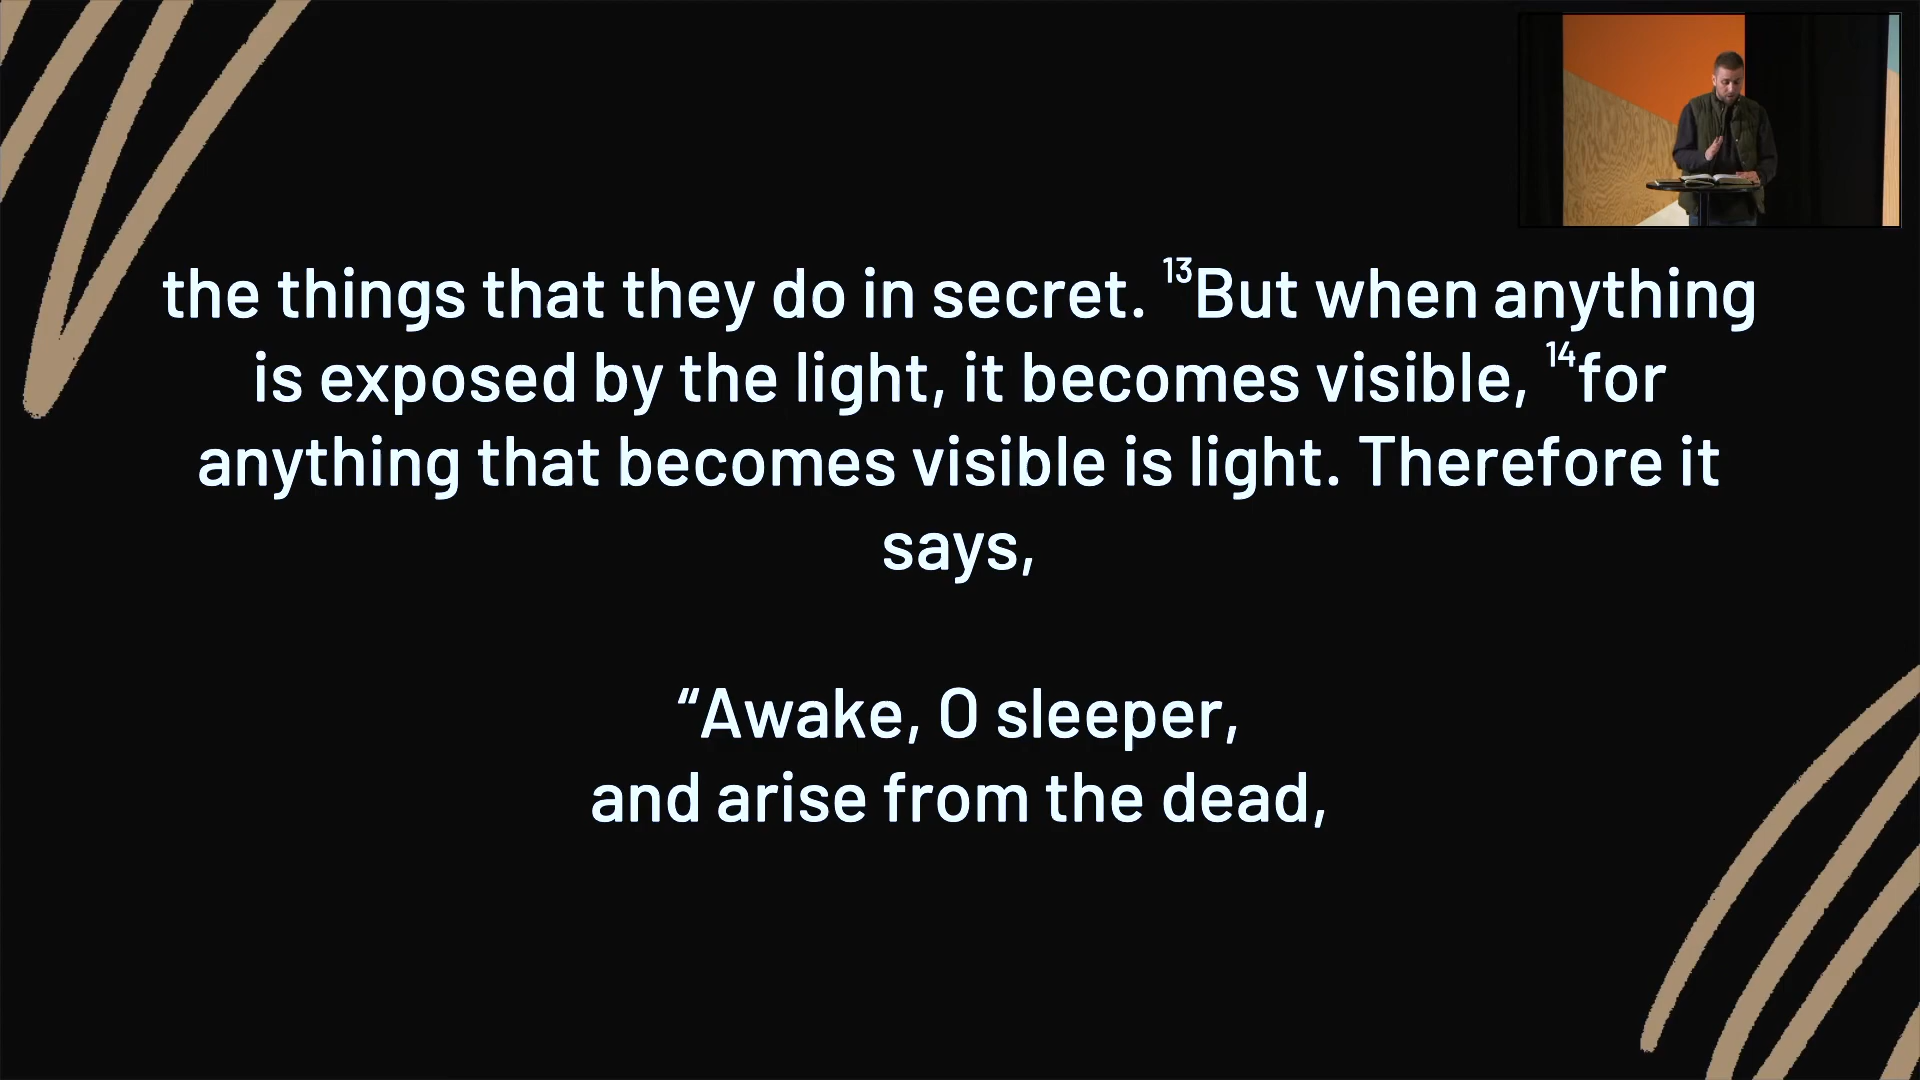 the things that they do in secret. ¹³But when anything
is exposed by the light, it becomes visible, ¹⁴for
anything that becomes visible is light. Therefore it
says,
“Awake, O sleeper,
and arise from the dead,